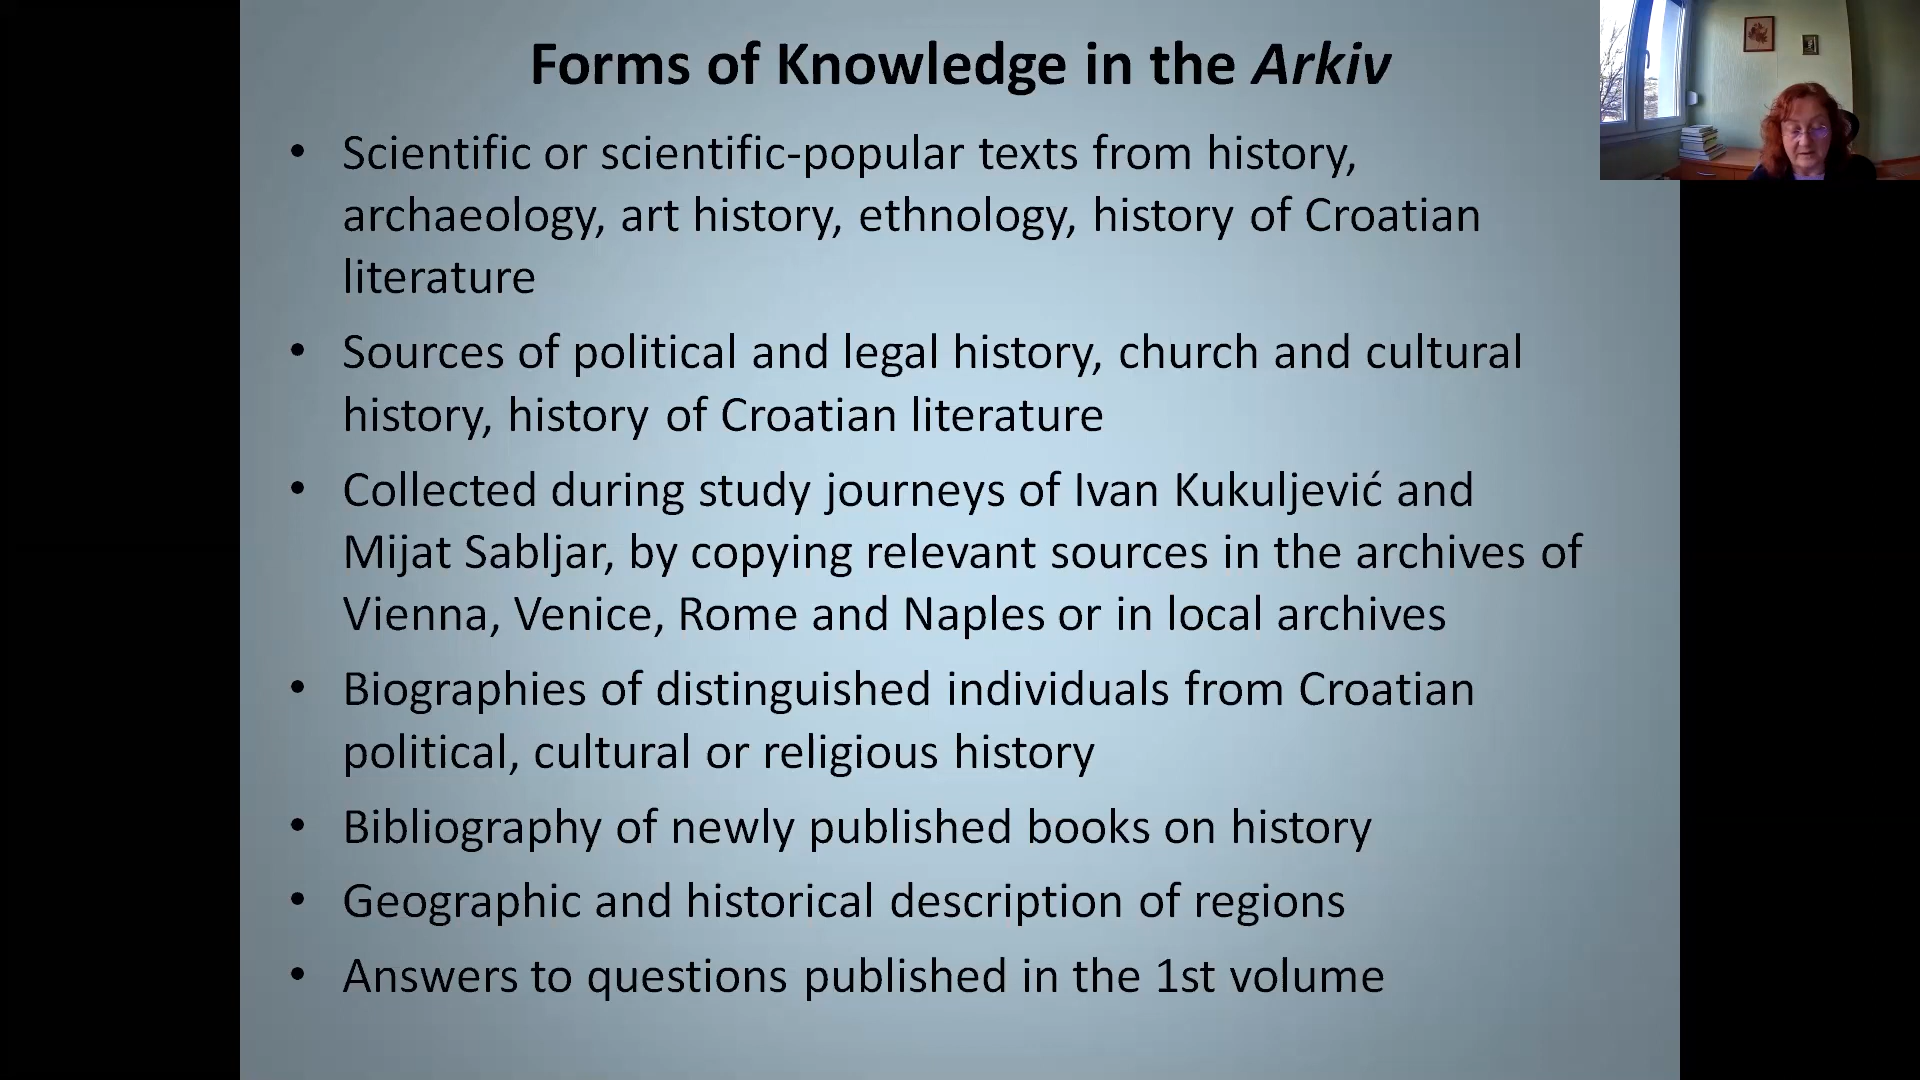 Forms of Knowledge in the Arkiv
• Scientific or scientific-popular texts from history,
archaeology, art history, ethnology, history of Croatian
literature
• Sources of political and legal history, church and cultural
history, history of Croatian literature
• Collected during study journeys of Ivan Kukuljević and
Mijat Sabljar, by copying relevant sources in the archives of
Vienna, Venice, Rome and Naples or in local archives
• Biographies of distinguished individuals from Croatian
political, cultural or religious history
• Bibliography of newly published books on history
• Geographic and historical description of regions
• Answers to questions published in the 1st volume